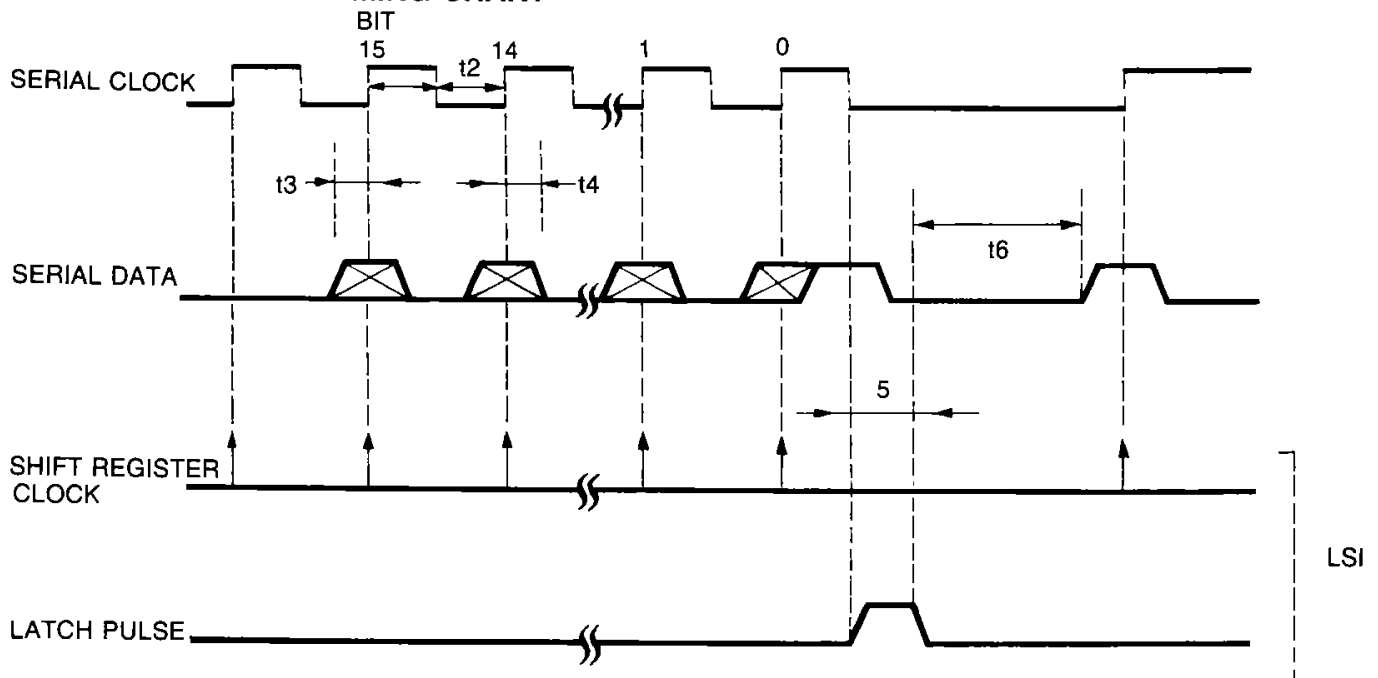 BIT
15 t2 14 1 0
SERIAL CLOCK
t3 t4
t6
SERIAL DATA
5
SHIFT REGISTER
CLOCK
LSI
LATCH PULSE